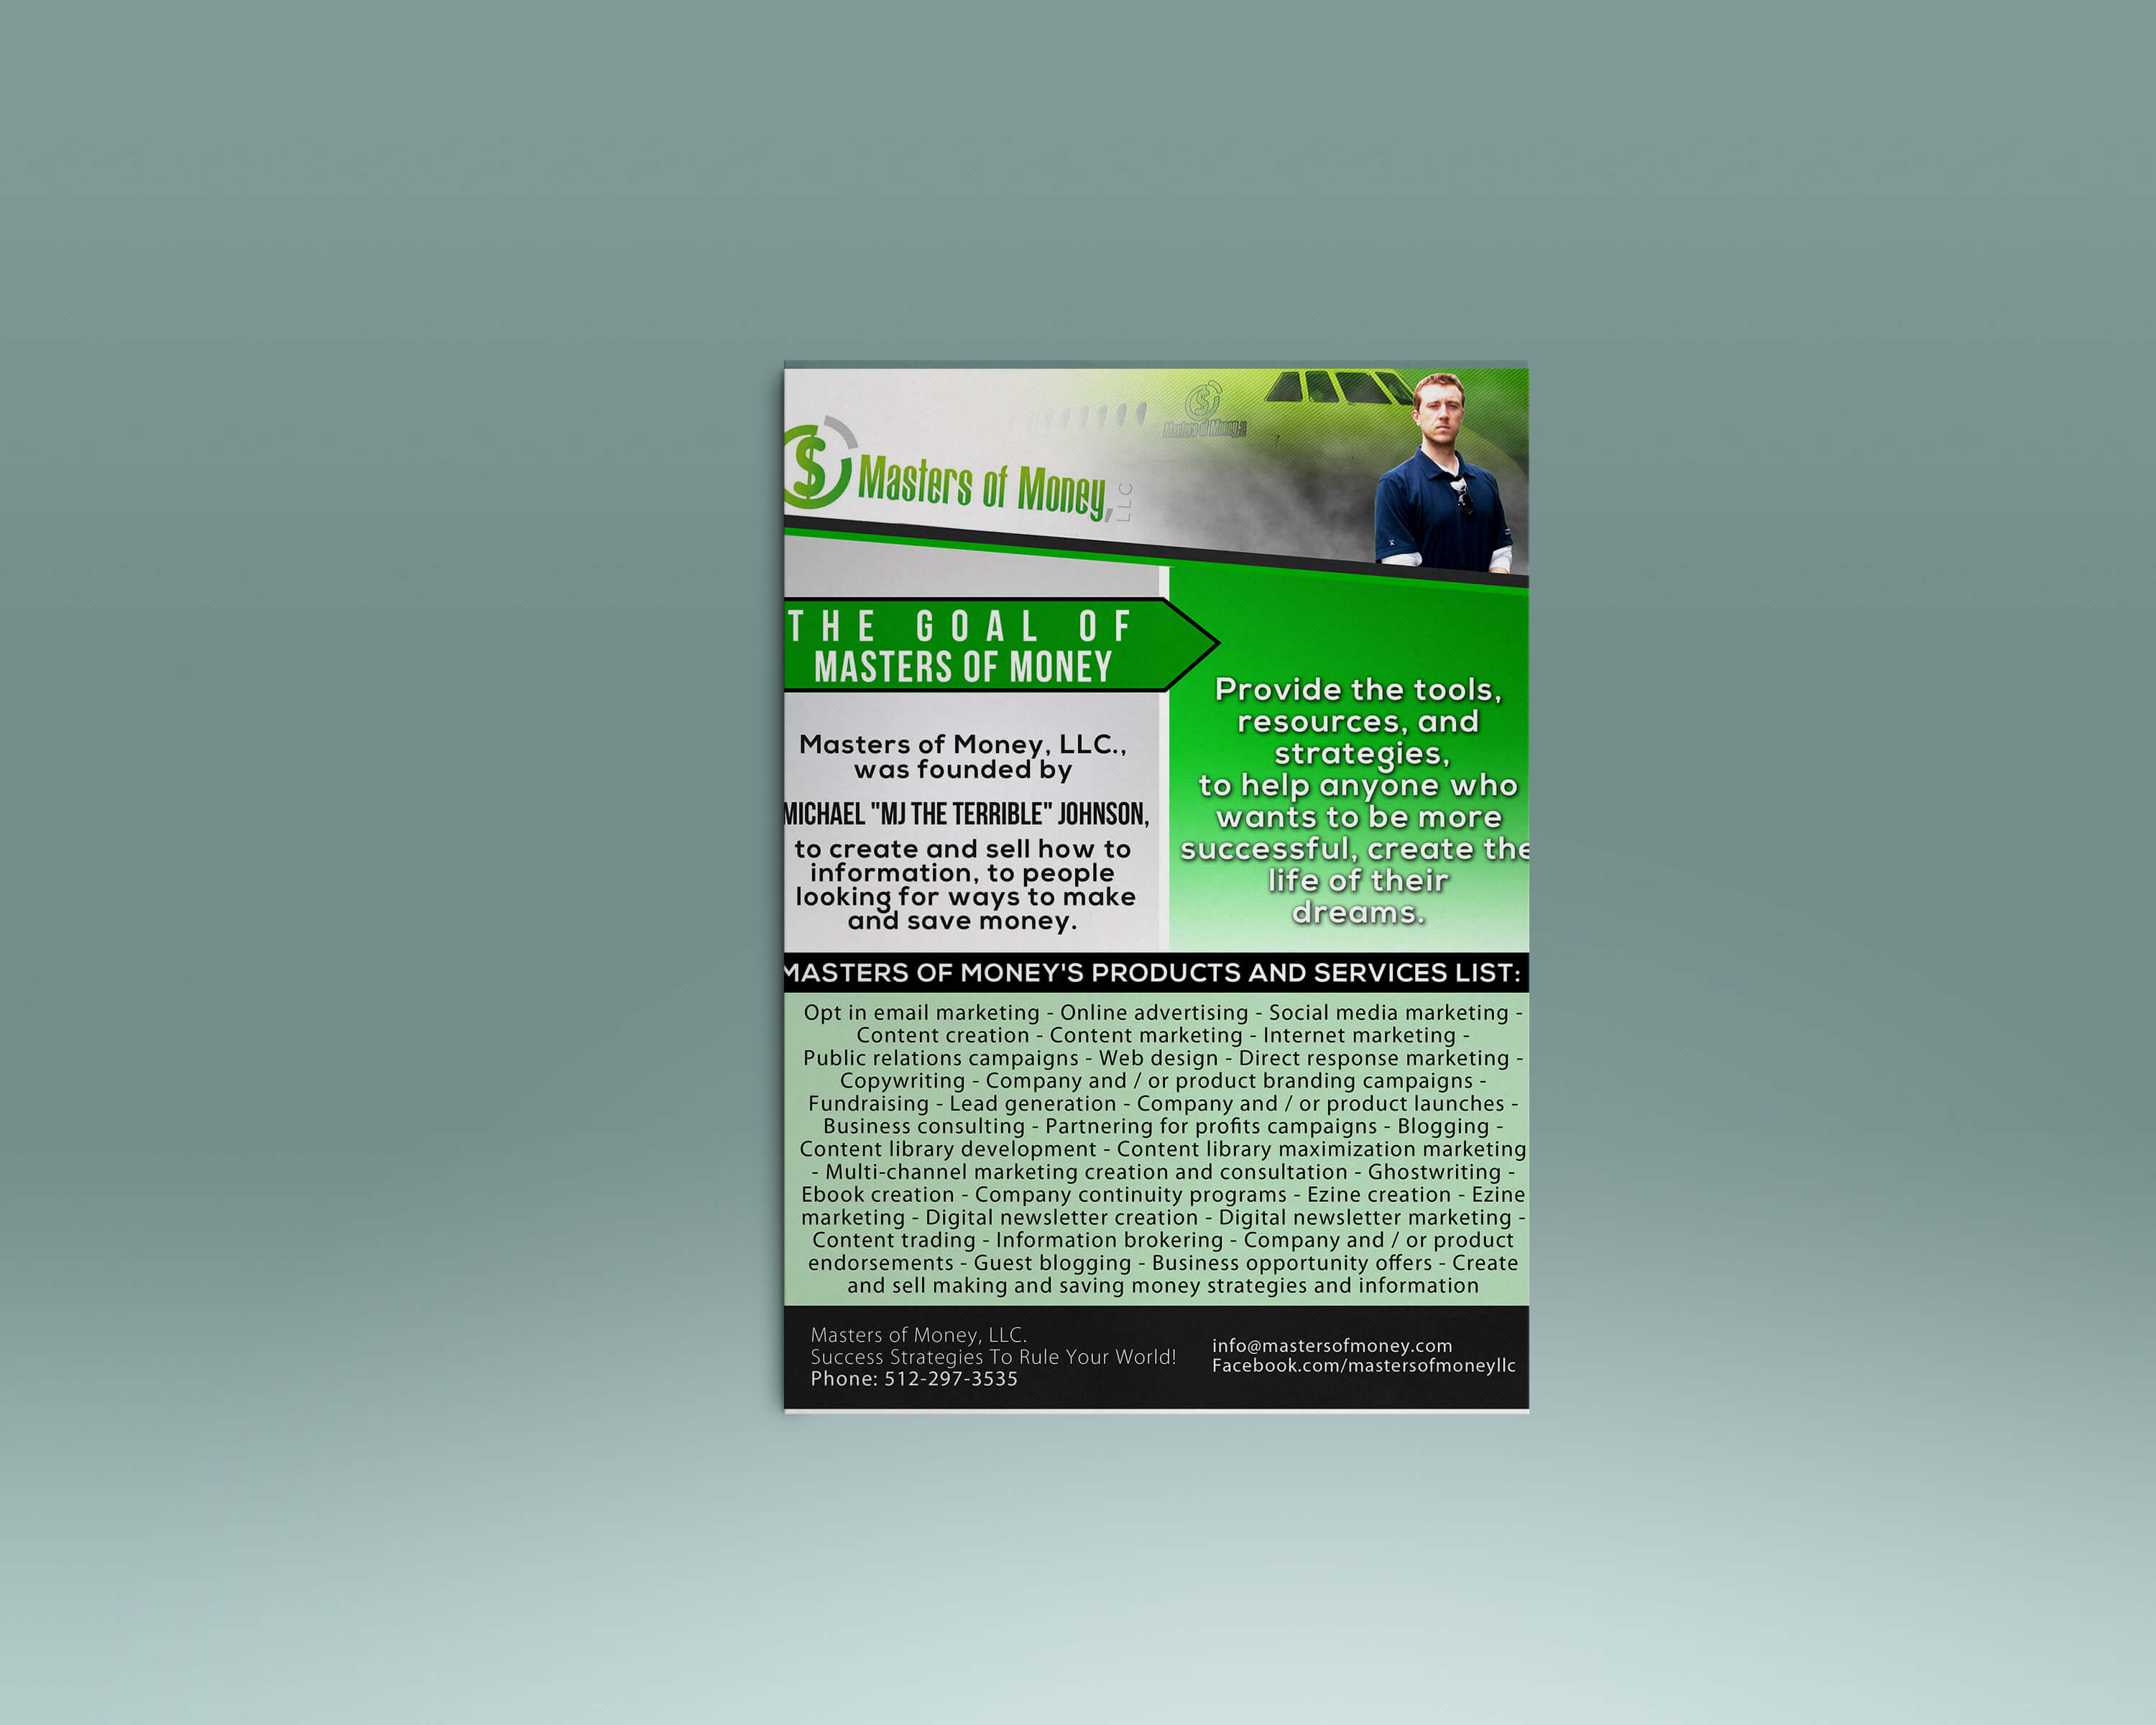 Masters of Money, LLC
Masters of Money, LLC
THE GOAL OF
MASTERS OF MONEY
Masters of Money, LLC.,
was founded by
MICHAEL "MJ THE TERRIBLE" JOHNSON,
to create and sell how to
information, to people
looking for ways to make
and save money.
Provide the tools,
resources, and
strategies,
to help anyone who
wants to be more
successful, create the
life of their
dreams.
MASTERS OF MONEY'S PRODUCTS AND SERVICES LIST:
Opt in email marketing - Online advertising - Social media marketing -
Content creation - Content marketing - Internet marketing -
Public relations campaigns - Web design - Direct response marketing -
Copywriting - Company and / or product branding campaigns -
Fundraising - Lead generation - Company and / or product launches -
Business consulting - Partnering for profits campaigns - Blogging -
Content library development - Content library maximization marketing
- Multi-channel marketing creation and consultation - Ghostwriting -
Ebook creation - Company continuity programs - Ezine creation - Ezine
marketing - Digital newsletter creation - Digital newsletter marketing -
Content trading - Information brokering - Company and / or product
endorsements - Guest blogging - Business opportunity offers - Create
and sell making and saving money strategies and information
Masters of Money, LLC.
Success Strategies To Rule Your World!
Phone: 512-297-3535
info@mastersofmoney.com
Facebook.com/mastersofmoneyllc